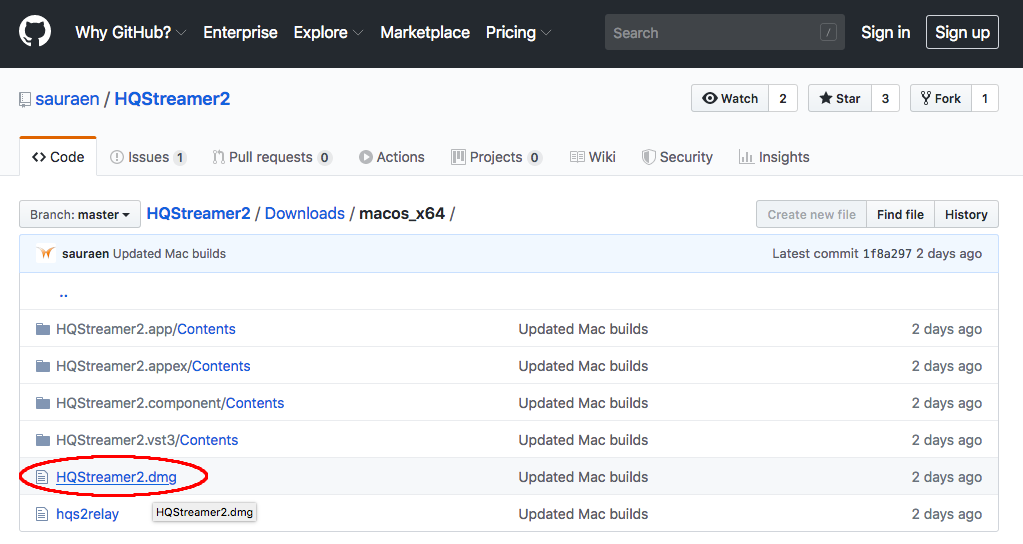 Why GitHub? Enterprise Explore Marketplace Pricing Search / Sign in Sign up
sauraen / HQStreamer2 Watch 2 Star 3 Fork 1
Code Issues 1 Pull requests 0 Actions Projects 0 Wiki Security Insights
Branch: master HQStreamer2 / Downloads / macos_x64 / Create new file Find file History
sauraen Updated Mac builds Latest commit 1f8a297 2 days ago
..
HQStreamer2.app/Contents Updated Mac builds 2 days ago
HQStreamer2.appex/Contents Updated Mac builds 2 days ago
HQStreamer2.component/Contents Updated Mac builds 2 days ago
HQStreamer2.vst3/Contents Updated Mac builds 2 days ago
HQStreamer2.dmg Updated Mac builds 2 days ago
hqs2relay HQStreamer2.dmg Updated Mac builds 2 days ago